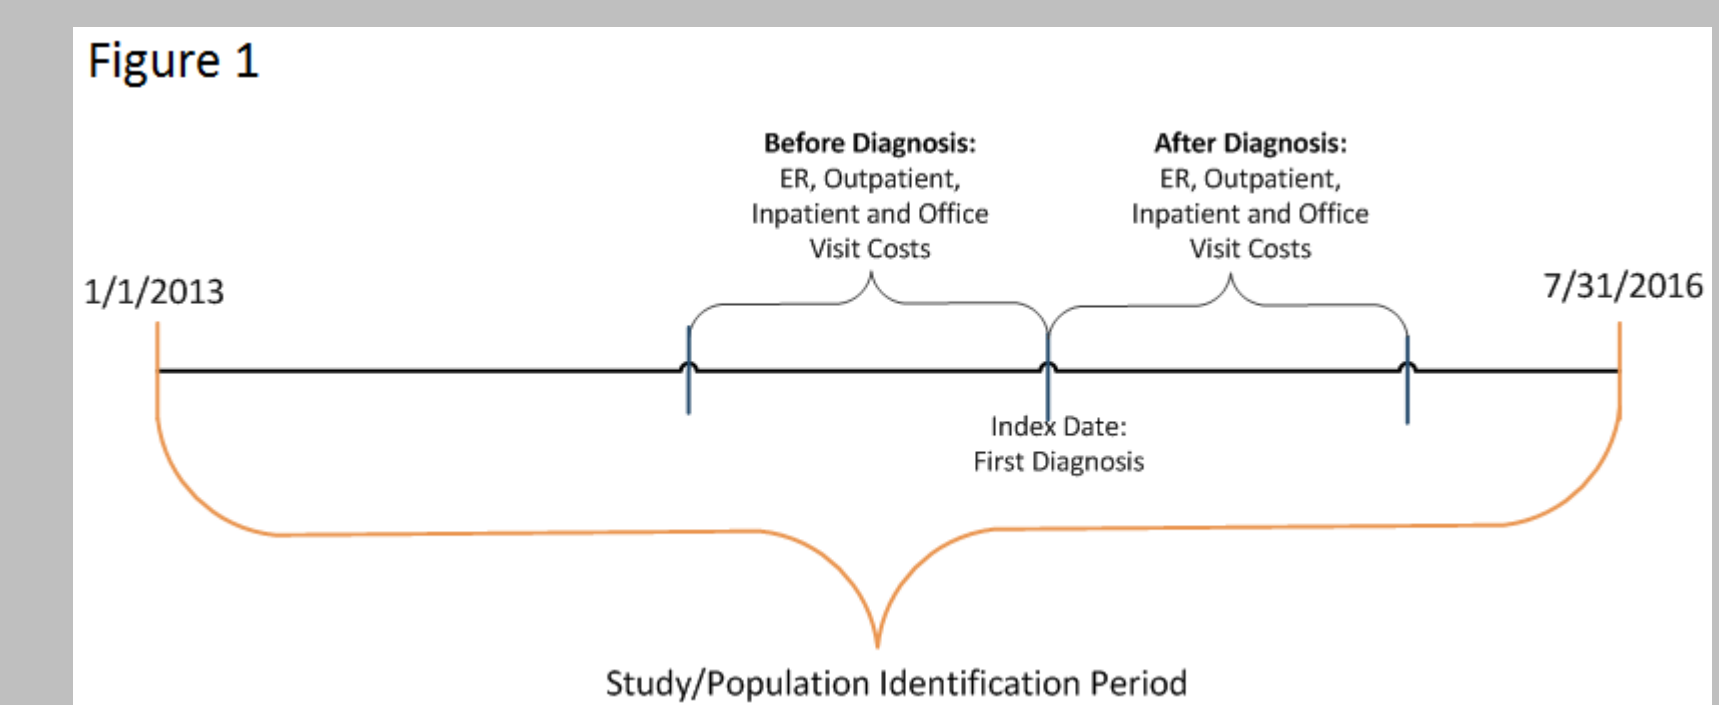 Figure 1
Before Diagnosis:
ER, Outpatient,
Inpatient and Office
Visit Costs
After Diagnosis:
ER, Outpatient,
Inpatient and Office
Visit Costs
1/1/2013
7/31/2016
Index Date:
First Diagnosis
Study/Population Identification Period